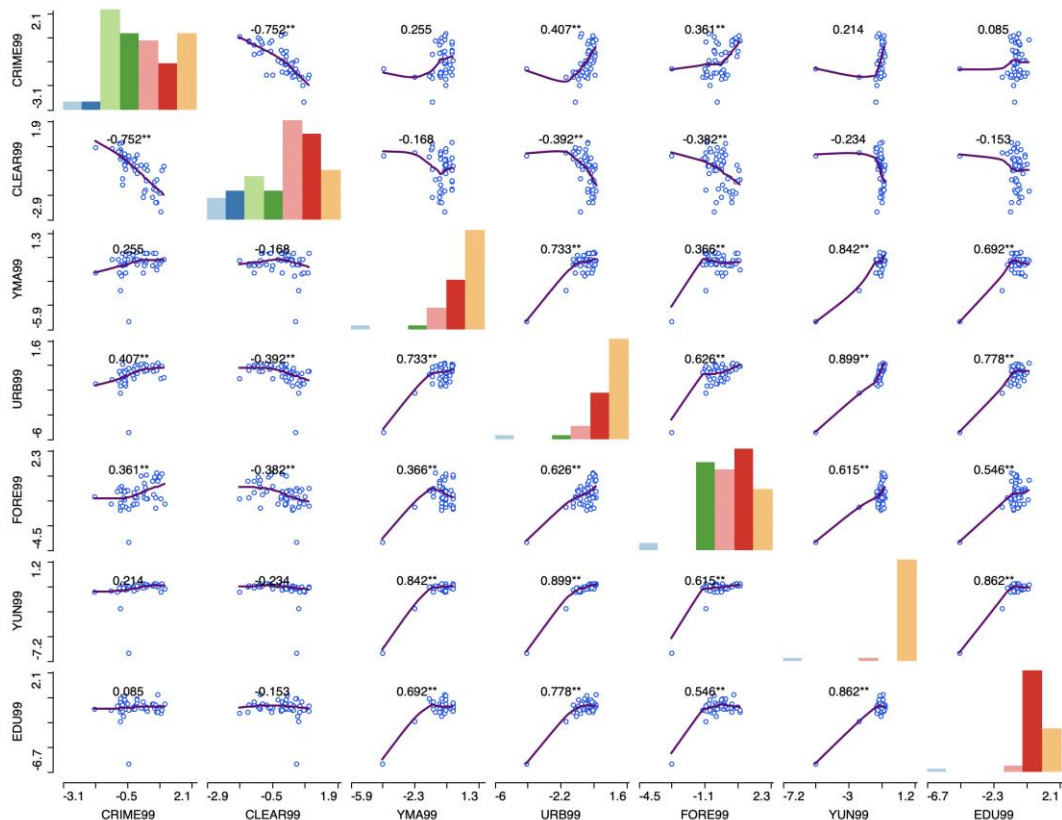 2.1 -0.752** 0.255 0.407** 0.361** 0.214 0.085
CRIME99
-3.1
1.9 -0.752** -0.168 -0.392** -0.382** -0.234 -0.153
CLEAR99
-2.9
1.3 0.255 -0.168 0.733** 0.366** 0.842** 0.692**
YMA99
-5.9
1.6 0.407** -0.392** 0.733** 0.626** 0.899** 0.778**
URB99
-6
2.3 0.361** -0.382** 0.366** 0.626** 0.615** 0.546**
FORE99
-4.5
1.2 0.214 -0.234 0.842** 0.899** 0.615** 0.862**
YUN99
-7.2
2.1 0.085 -0.153 0.692** 0.778** 0.546** 0.862**
EDU99
-6.7
-3.1 -0.5 2.1 -2.9 -0.5 1.9 -5.9 -2.3 1.3 -6 -2.2 1.6 -4.5 -1.1 2.3 -7.2 -3 1.2 -6.7 -2.3 2.1
CRIME99 CLEAR99 YMA99 URB99 FORE99 YUN99 EDU99